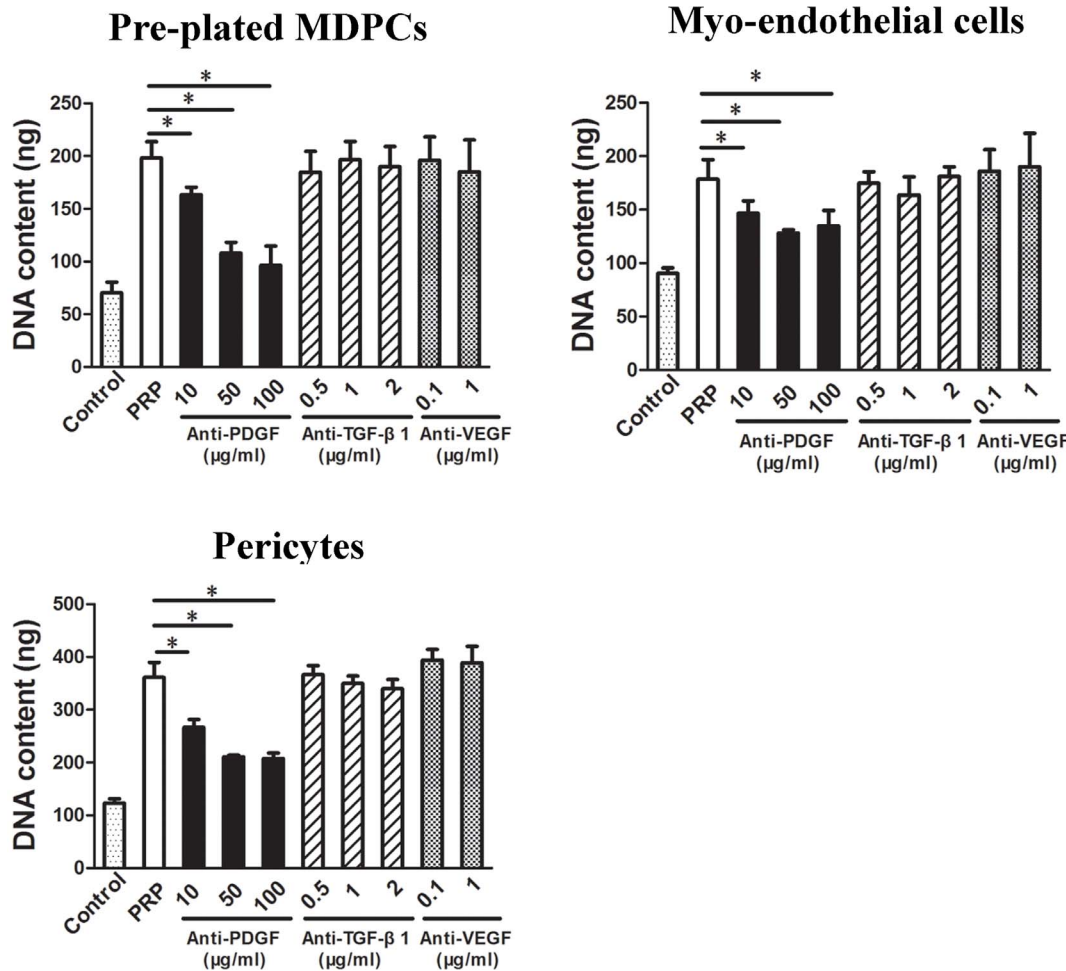 Pre-plated MDPCs
DNA content (ng)
250
200
150
100
50
0
* 
*
*
Control
PRP
10
50
100
0.5
1
2
0.1
1
Anti-PDGF
(µg/ml)
Anti-TGF-β 1
(µg/ml)
Anti-VEGF
(µg/ml)
Myo-endothelial cells
DNA content (ng)
250
200
150
100
50
0
*
*
*
Control
PRP
10
50
100
0.5
1
2
0.1
1
Anti-PDGF
(µg/ml)
Anti-TGF-β 1
(µg/ml)
Anti-VEGF
(µg/ml)
Pericytes
DNA content (ng)
500
400
300
200
100
0
*
*
*
Control
PRP
10
50
100
0.5
1
2
0.1
1
Anti-PDGF
(µg/ml)
Anti-TGF-β 1
(µg/ml)
Anti-VEGF
(µg/ml)